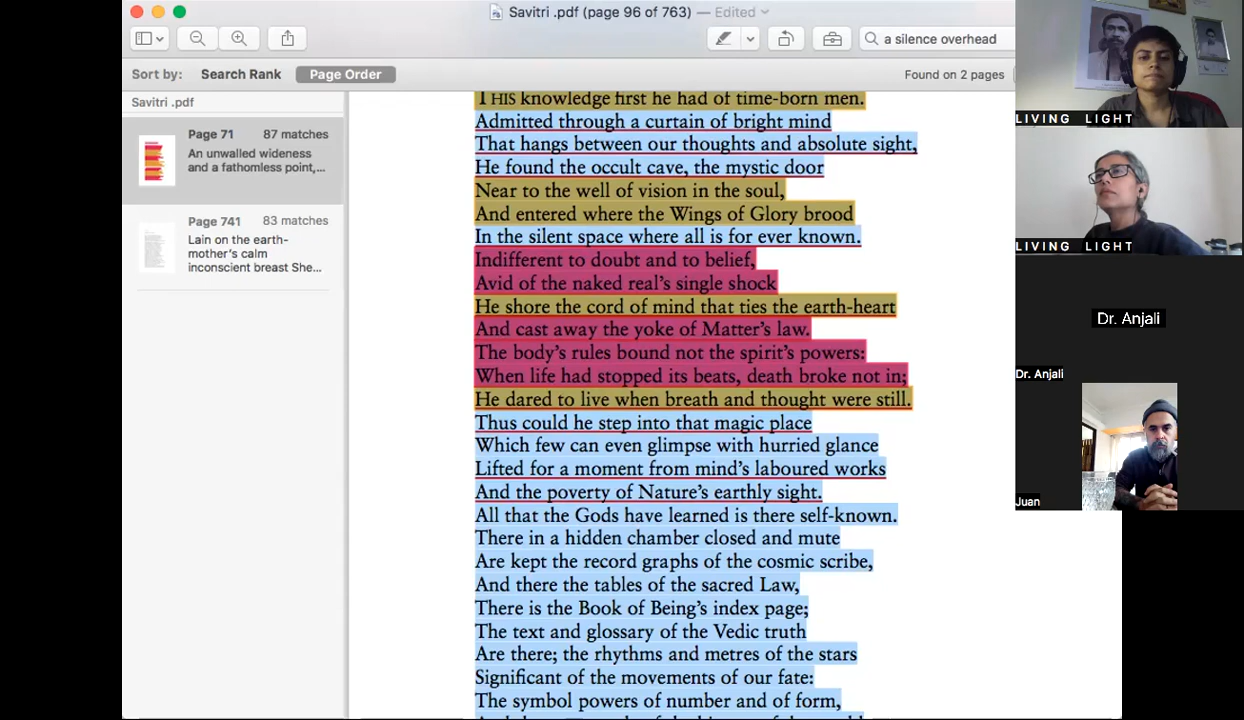 Savitri .pdf (page 96 of 763) — Edited
a silence overhead
Sort by: Search Rank Page Order Found on 2 pages
Savitri .pdf
Page 71 87 matches
An unwalled wideness
and a fathomless point,...
Page 741 83 matches
Lain on the earth-
mother's calm
inconscient breast She...
THIS knowledge first he had of time-born men.
Admitted through a curtain of bright mind
That hangs between our thoughts and absolute sight,
He found the occult cave, the mystic door
Near to the well of vision in the soul,
And entered where the Wings of Glory brood
In the silent space where all is for ever known.
Indifferent to doubt and to belief,
Avid of the naked real's single shock
He shore the cord of mind that ties the earth-heart
And cast away the yoke of Matter's law.
The body's rules bound not the spirit's powers:
When life had stopped its beats, death broke not in;
He dared to live when breath and thought were still.
Thus could he step into that magic place
Which few can even glimpse with hurried glance
Lifted for a moment from mind's laboured works
And the poverty of Nature's earthly sight.
All that the Gods have learned is there self-known.
There in a hidden chamber closed and mute
Are kept the record graphs of the cosmic scribe,
And there the tables of the sacred Law,
There is the Book of Being's index page;
The text and glossary of the Vedic truth
Are there; the rhythms and metres of the stars
Significant of the movements of our fate:
The symbol powers of number and of form,
LIVING LIGHT
LIVING LIGHT
Dr. Anjali
Dr. Anjali
Juan